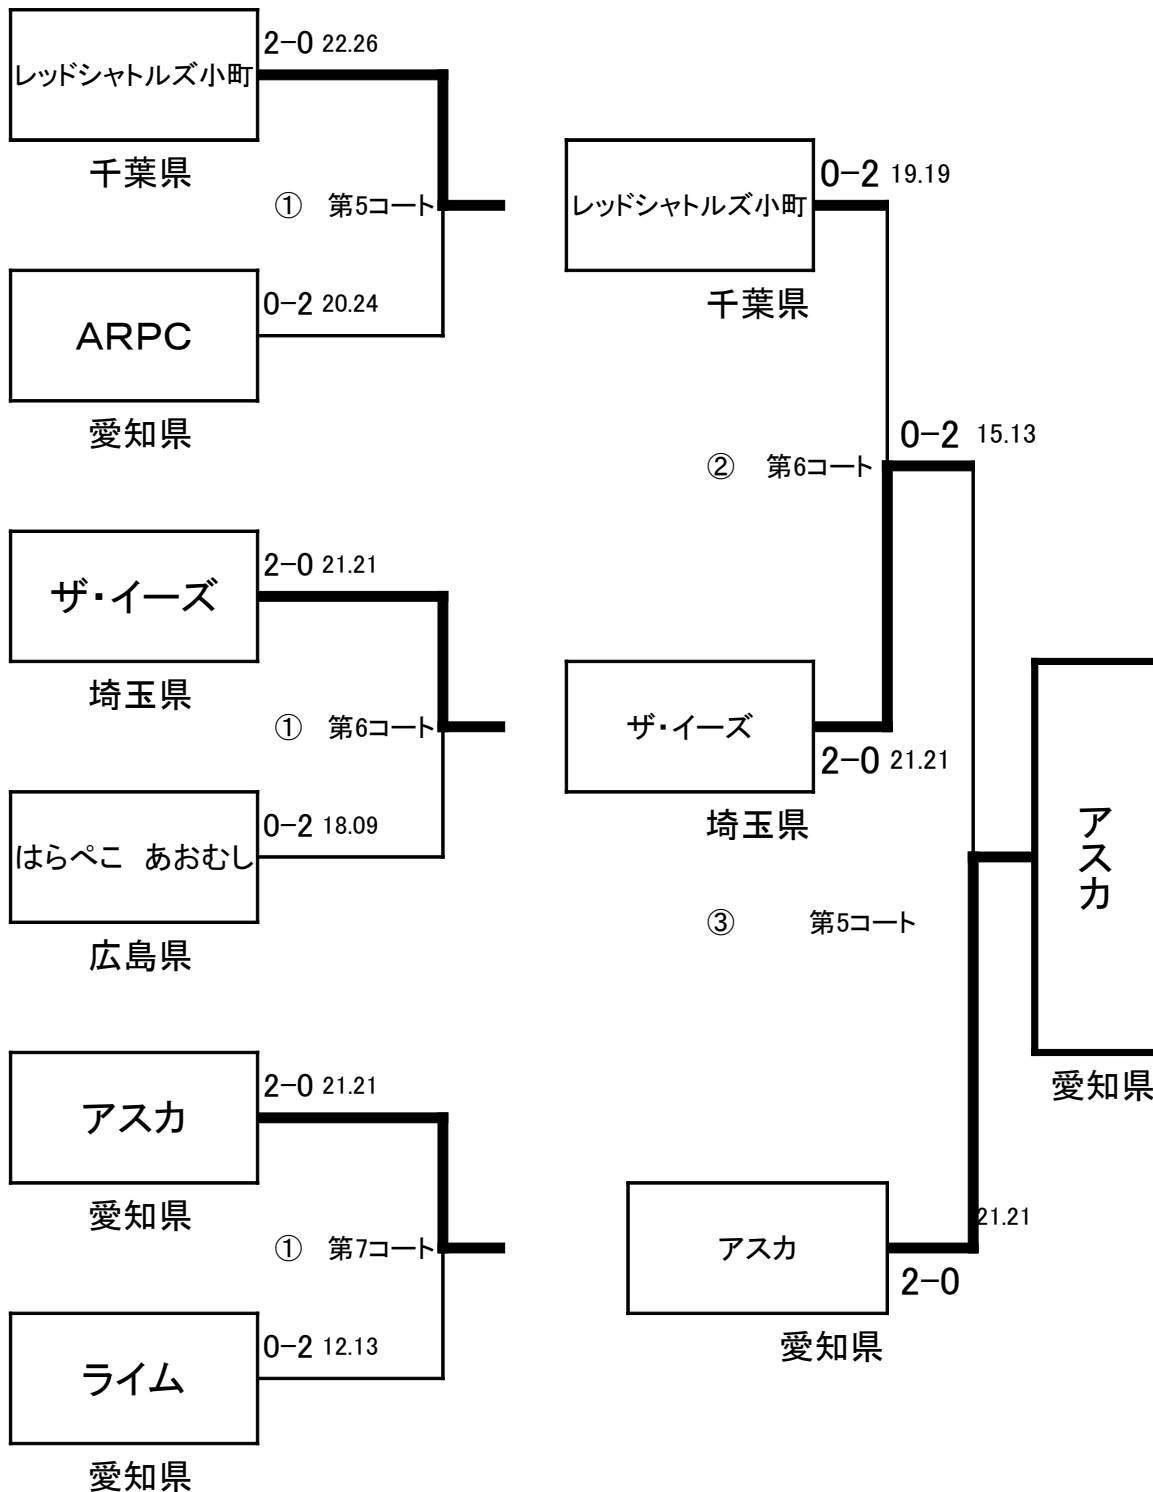 2-0 22.26
レッドシャトルズ小町
千葉県
① 第5コート
0-2 20.24
ARPC
愛知県
2-0 21.21
ザ・イーズ
埼玉県
① 第6コート
0-2 18.09
はらぺこ あおむし
広島県
2-0 21.21
アスカ
愛知県
① 第7コート
0-2 12.13
ライム
愛知県
0-2 19.19
レッドシャトルズ小町
千葉県
② 第6コート
0-2 15.13
ザ・イーズ
2-0 21.21
埼玉県
③ 第5コート
21.21
アスカ
2-0
愛知県
アスカ
愛知県